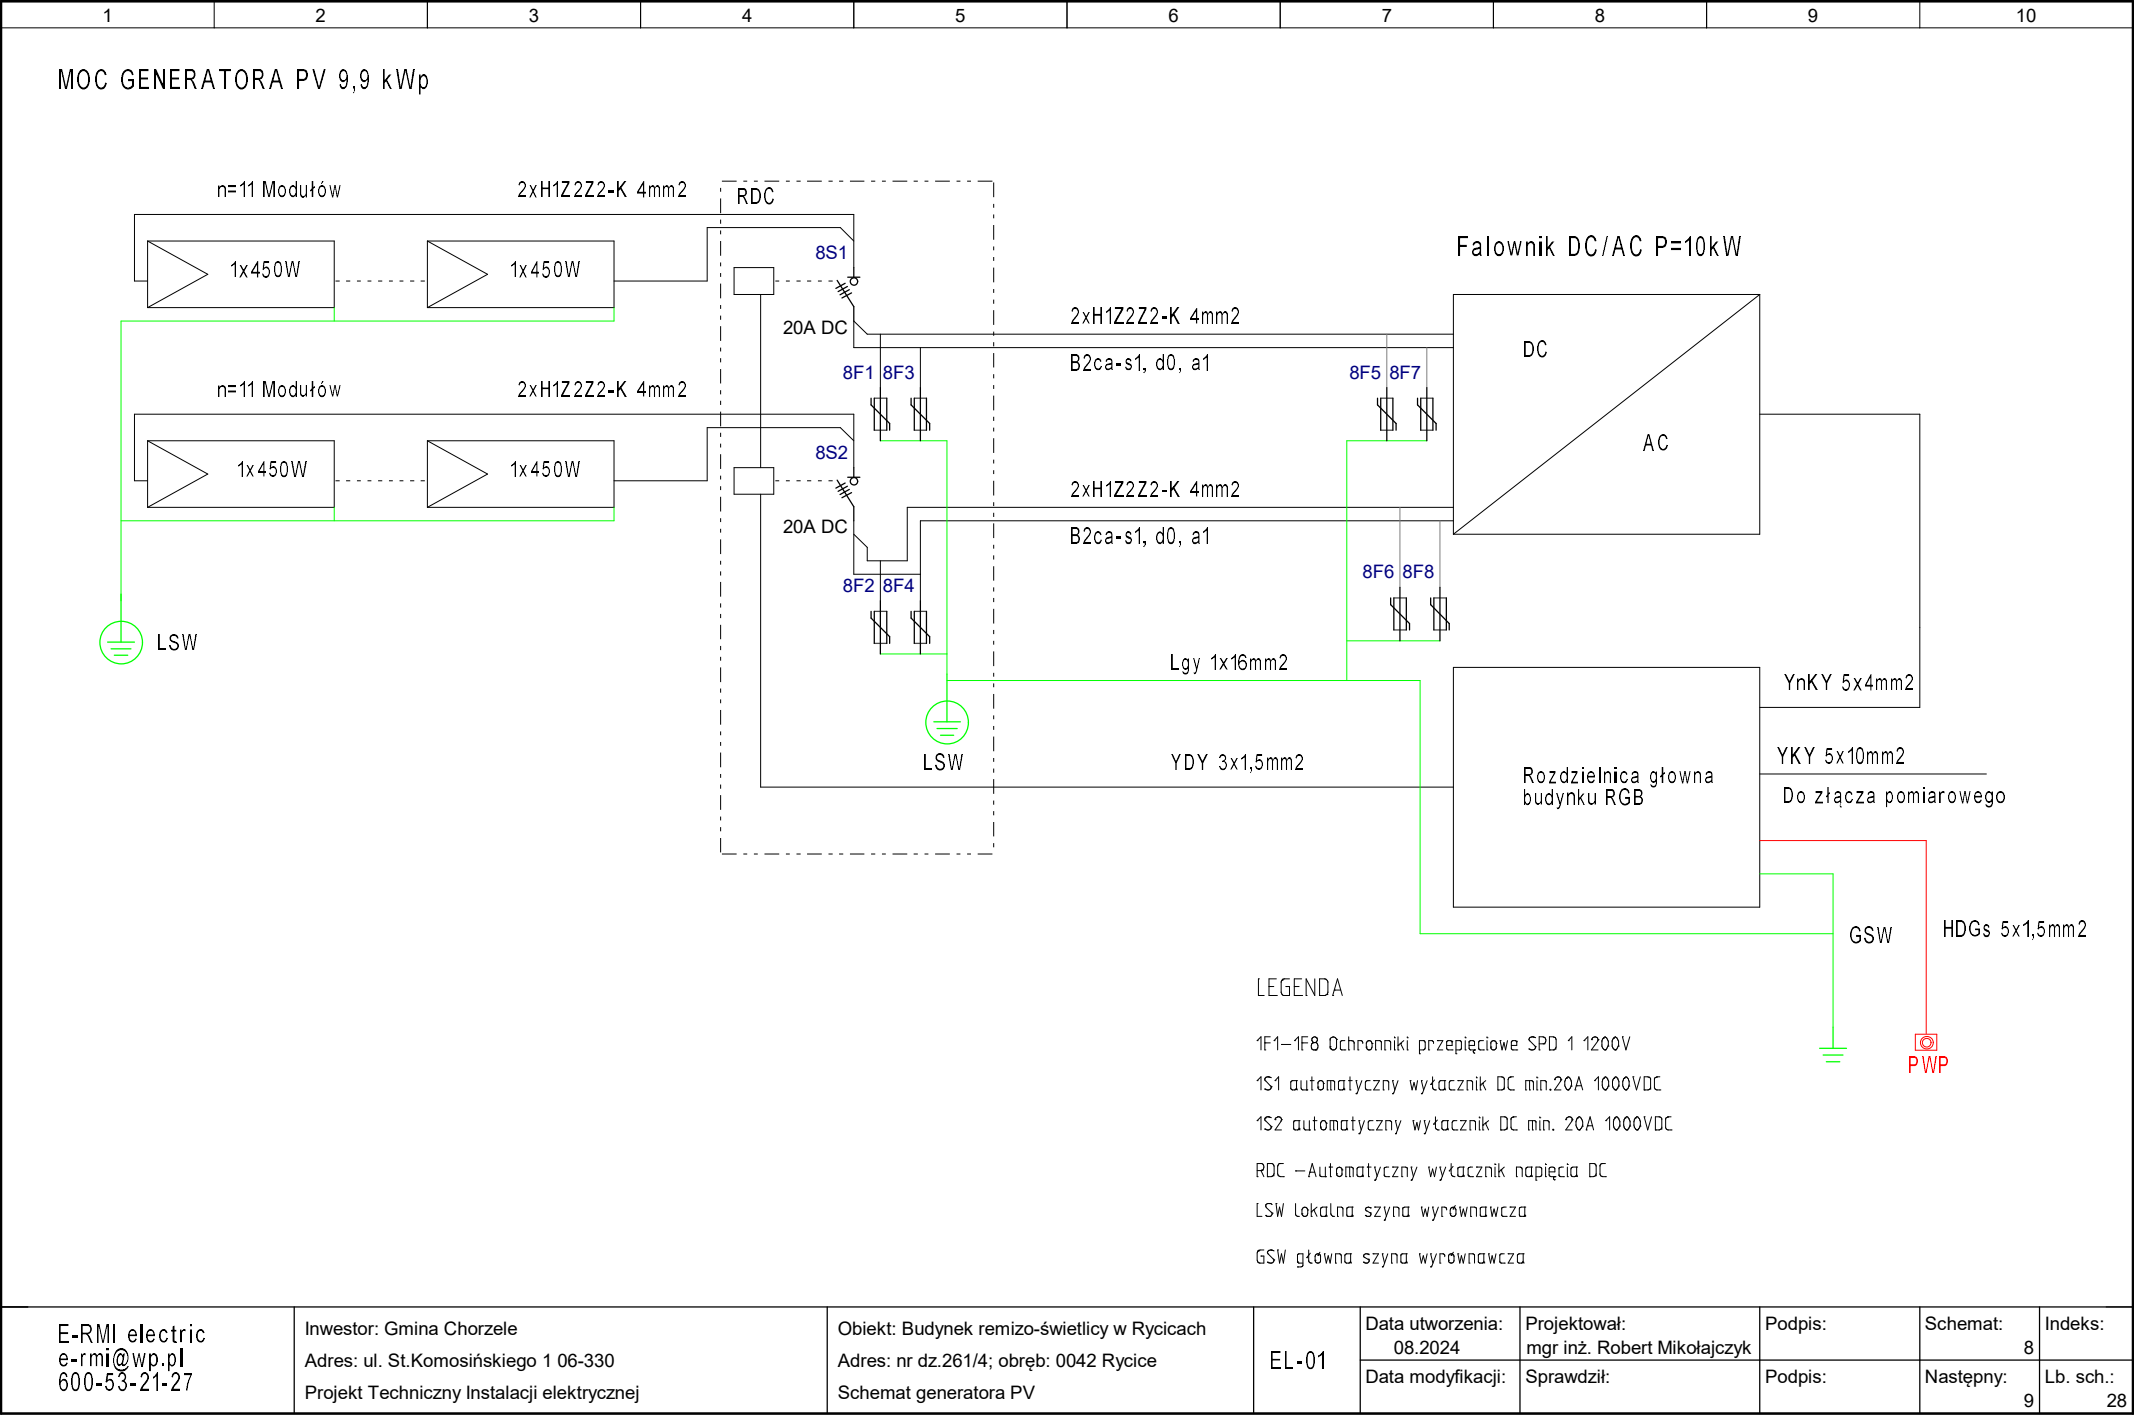 1 2 3 4 5 6 7 8 9 10
MOC GENERATORA PV 9,9 kWp
n=11 Modułów
2xH1Z2Z2-K 4mm2
RDC
1x450W
1x450W
8S1
20A DC
Falownik DC/AC P=10kW
2xH1Z2Z2-K 4mm2
B2ca-s1, d0, a1
DC
AC
8F1 8F3
8F5 8F7
n=11 Modułów
2xH1Z2Z2-K 4mm2
1x450W
1x450W
8S2
20A DC
2xH1Z2Z2-K 4mm2
B2ca-s1, d0, a1
8F2 8F4
8F6 8F8
LSW
Lgy 1x16mm2
YnKY 5x4mm2
LSW
YDY 3x1,5mm2
YKY 5x10mm2
Rozdzielnica głowna
budynku RGB
Do złącza pomiarowego
GSW
HDGs 5x1,5mm2
PWP
LEGENDA
1F1-1F8 Ochronniki przepięciowe SPD 1 1200V
1S1 automatyczny wyłacznik DC min.20A 1000VDC
1S2 automatyczny wyłacznik DC min. 20A 1000VDC
RDC -Automatyczny wyłacznik napięcia DC
LSW lokalna szyna wyrównawcza
GSW główna szyna wyrównawcza
E-RMI electric
e-rmi@wp.pl
600-53-21-27
Inwestor: Gmina Chorzele
Adres: ul. St.Komosińskiego 1 06-330
Projekt Techniczny Instalacji elektrycznej
Obiekt: Budynek remizo-świetlicy w Rycicach
Adres: nr dz.261/4; obręb: 0042 Rycice
Schemat generatora PV
EL-01
Data utworzenia:
08.2024
Data modyfikacji:
Projektował:
mgr inż. Robert Mikołajczyk
Sprawdził:
Podpis:
Podpis:
Schemat:
8
Następny:
9
Indeks:
Lb. sch.:
28